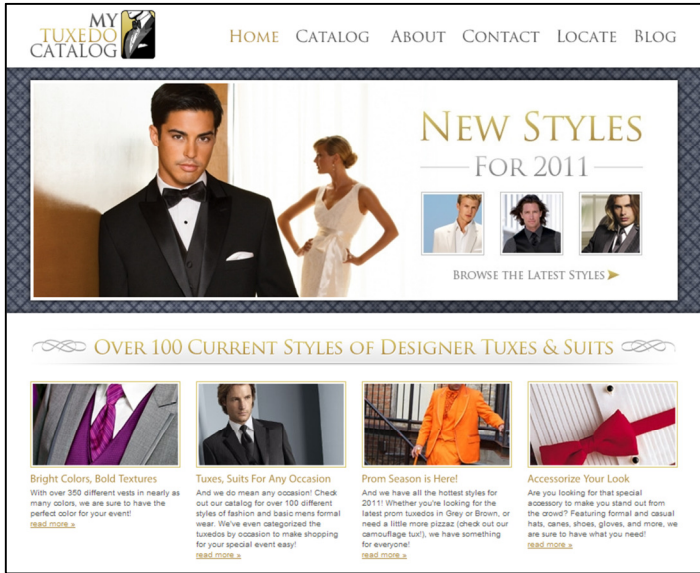 MY
TUXEDO
CATALOG
HOME CATALOG ABOUT CONTACT LOCATE BLOG
NEW STYLES
FOR 2011
BROWSE THE LATEST STYLES
OVER 100 CURRENT STYLES OF DESIGNER TUXES & SUITS
Bright Colors, Bold Textures
With over 350 different vests in nearly as
many colors, we are sure to have the
perfect color for your event!
read more »
Tuxes, Suits For Any Occasion
And we do mean any occasion! Check
out our catalog for over 100 different
styles of fashion and basic mens formal
wear. We've even categorized the
tuxedos by occasion to make shopping
for your special event easy!
read more »
Prom Season is Here!
And we have all the hottest styles for
2011! Whether you're looking for the
latest prom tuxedos in Grey or Brown, or
need a little more pizzaz (check out our
camouflage tux!), we have something
for everyone!
read more »
Accessorize Your Look
Are you looking for that special
accessory to make you stand out from
the crowd? Featuring formal and casual
hats, canes, shoes, gloves, and more, we
are sure to have what you need!
read more »